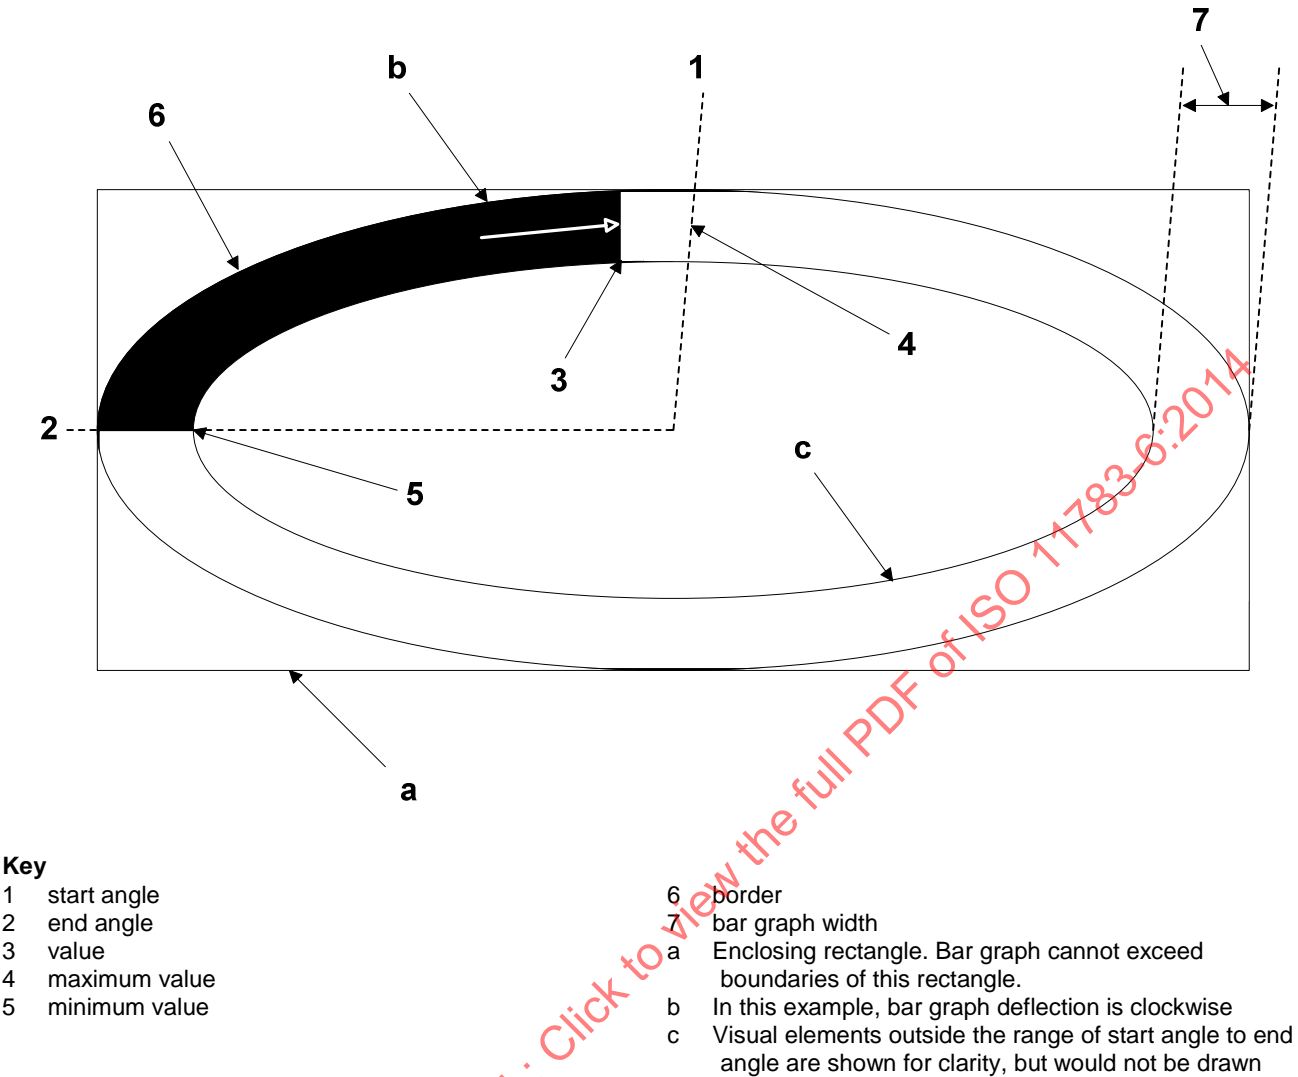 7
b
1
6
4
3
2
c
5
a
Key
1 start angle
2 end angle
3 value
4 maximum value
5 minimum value
6 border
7 bar graph width
a Enclosing rectangle. Bar graph cannot exceed
boundaries of this rectangle.
b In this example, bar graph deflection is clockwise
c Visual elements outside the range of start angle to end
angle are shown for clarity, but would not be drawn
: Click to view the full PDF of ISO 11783-6:2014